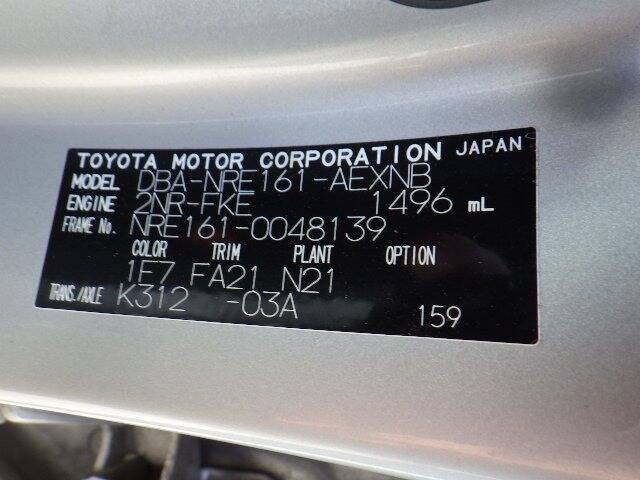 TOYOTA MOTOR CORPORATION JAPAN
MODEL DBA-NRE161-AEXNB
ENGINE 2NR-FKE 1496 mL
FRAME No. NRE161-0048139
COLOR TRIM PLANT OPTION
1F7 FA21 N21
TRANS./AXLE K312 -03A 159